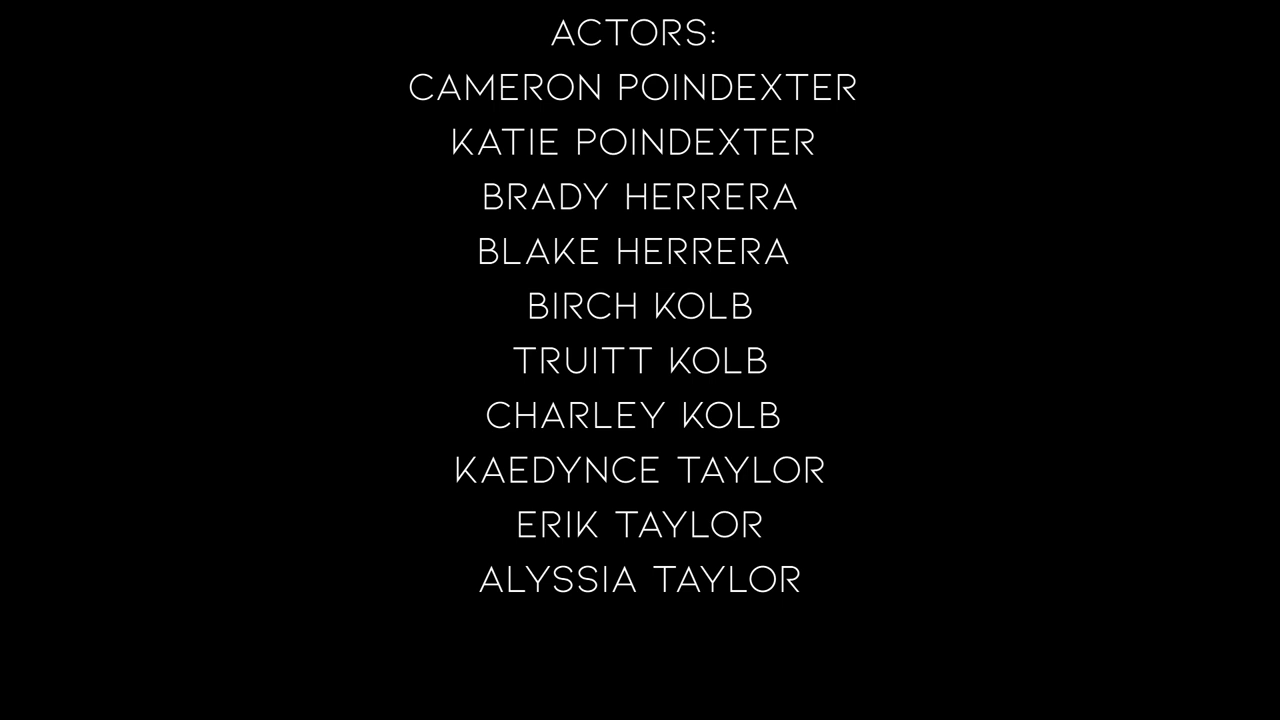 ACTORS:
CAMERON POINDEXTER
KATIE POINDEXTER
BRADY HERRERA
BLAKE HERRERA
BIRCH KOLB
TRUITT KOLB
CHARLEY KOLB
KAEDYNCE TAYLOR
ERIK TAYLOR
ALYSSIA TAYLOR